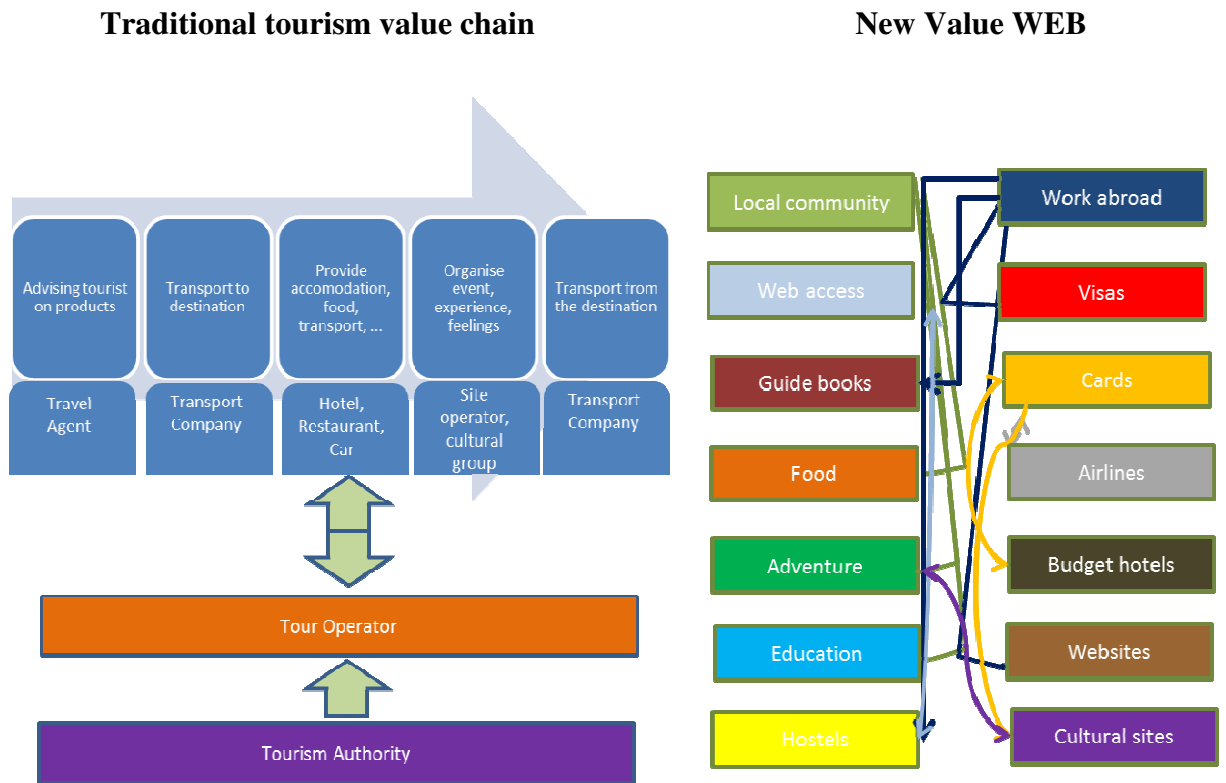 Traditional tourism value chain
New Value WEB
Advising tourist
on products
Transport to
destination
Provide
accomodation,
food,
transport, ...
Organise
event,
experience,
feelings
Transport from
the destination
Travel
Agent
Transport
Company
Hotel,
Restaurant,
Car
Site
operator,
cultural
group
Transport
Company
Tour Operator
Tourism Authority
Local community
Web access
Guide books
Food
Adventure
Education
Hostels
Work abroad
Visas
Cards
Airlines
Budget hotels
Websites
Cultural sites